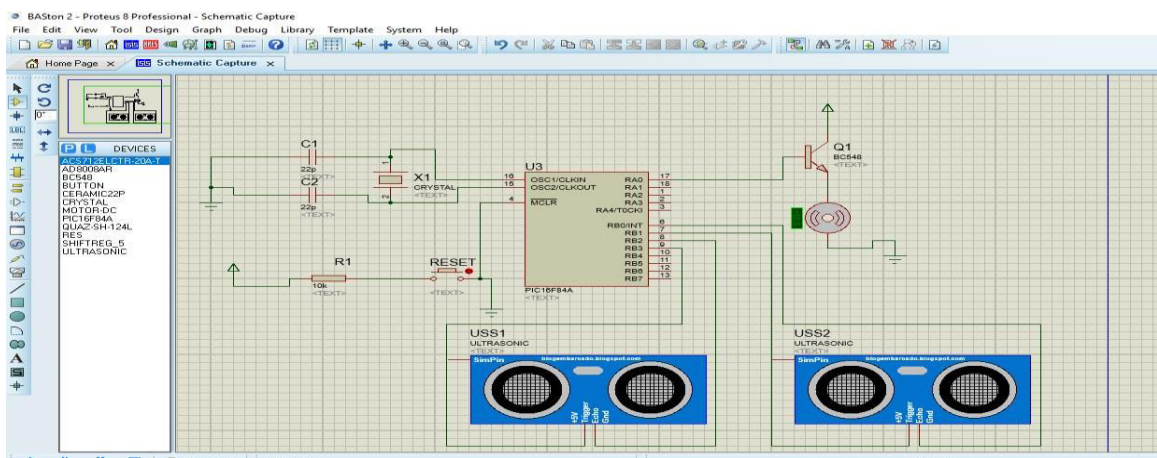 BASton 2 - Proteus 8 Professional - Schematic Capture
File Edit View Tool Design Graph Debug Library Template System Help
Home Page × Schematic Capture ×
0°
LBL
P L DEVICES
ACS712ELCTR-20A-T
AD8008AR
BC548
BUTTON
CERAMIC22P
CRYSTAL
MOTOR-DC
PIC16F84A
QUAZ-SH-124L
RES
SHIFTREG_5
ULTRASONIC
C1
22p
<TEXT>
C2
22p
<TEXT>
1
X1
CRYSTAL
<TEXT>
2
R1
10k
<TEXT>
RESET
<TEXT>
U3
16 OSC1/CLKIN RA0 17
15 OSC2/CLKOUT RA1 18
RA2 1
4 MCLR RA3 2
RA4/T0CKI 3
RB0/INT 6
RB1 7
RB2 8
RB3 9
RB4 10
RB5 11
RB6 12
RB7 13
PIC16F84A
<TEXT>
Q1
BC548
<TEXT>
USS1
ULTRASONIC
<TEXT>
SimPin blogembarcado.blogspot.com
+5V
Trigger
Echo
Gnd
USS2
ULTRASONIC
<TEXT>
SimPin blogembarcado.blogspot.com
+5V
Trigger
Echo
Gnd